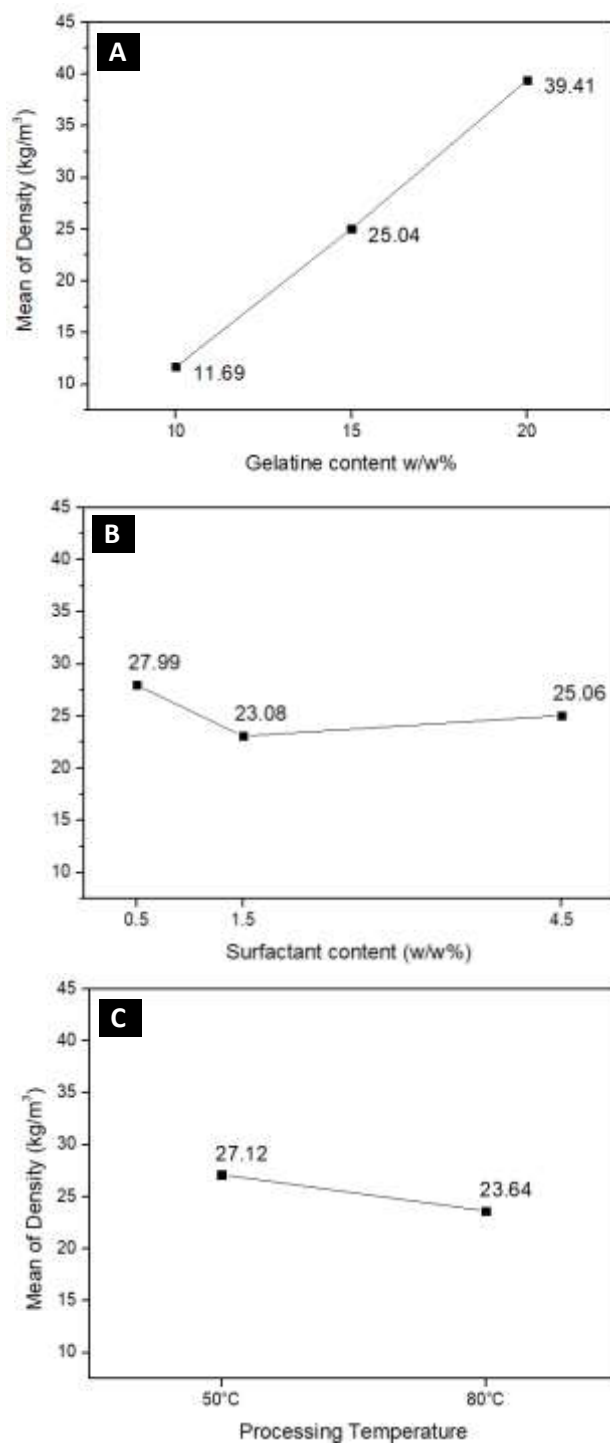 A
45
40
35
30
25
20
15
10
39.41
25.04
11.69
10 15 20
Mean of Density (kg/m³)
Gelatine content w/w%
B
45
40
35
30
25
20
15
10
27.99
23.08
25.06
0.5 1.5 4.5
Surfactant content (w/w%)
C
45
40
35
30
25
20
15
10
27.12
23.64
50°C 80°C
Mean of Density (kg/m³)
Processing Temperature